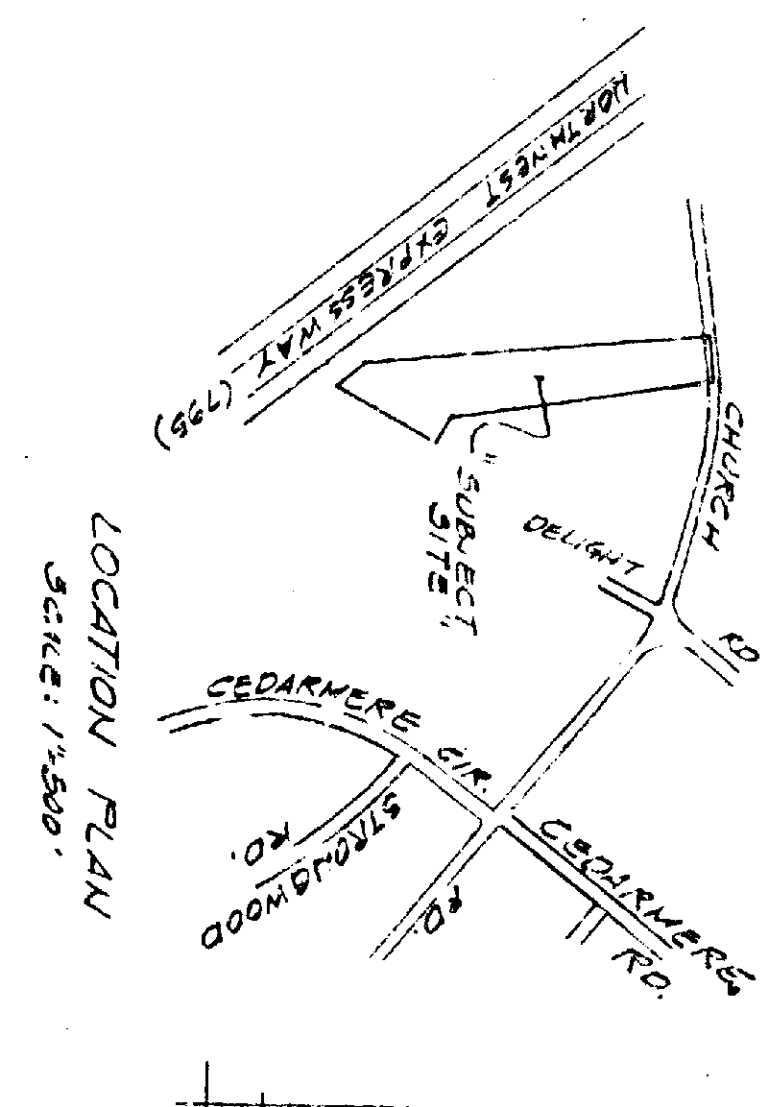 NORTHWEST EXPRESSWAY (795)
CHURCH
RD
"SUBJECT
SITE"
DELIGHT
CEDARMERE CIR.
CEDARMERE
RD.
STRONGWOOD
RD.
RD.
LOCATION PLAN
SCALE: 1"=500'